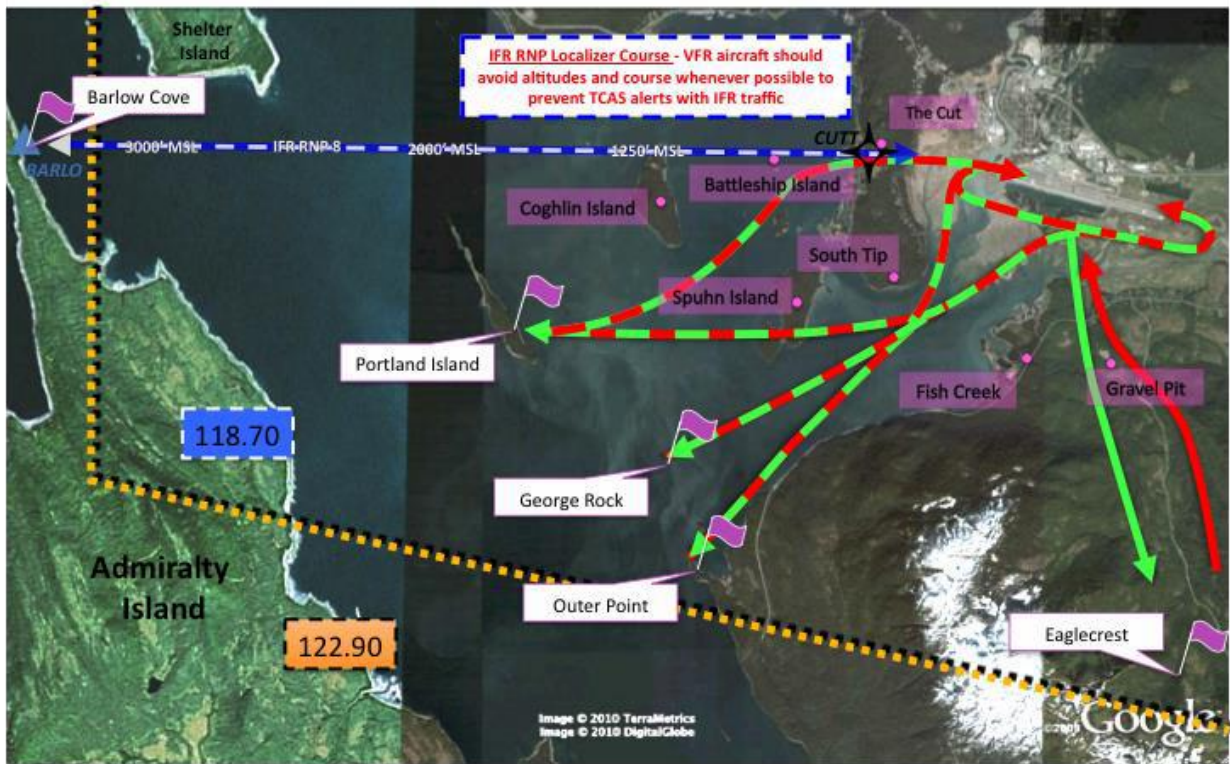 Shelter
Island
IFR RNP Localizer Course - VFR aircraft should
avoid altitudes and course whenever possible to
prevent TCAS alerts with IFR traffic
Barlow Cove
The Cut
CUTT
BARLO
3000' MSL
IFR RNP 8
2000' MSL
1250' MSL
Battleship Island
Coghlin Island
South Tip
Spuhn Island
Portland Island
Fish Creek
Gravel Pit
118.70
George Rock
Admiralty
Island
Outer Point
122.90
Eaglecrest
Image © 2010 TerraMetrics
Image © 2010 DigitalGlobe
©2009 Google